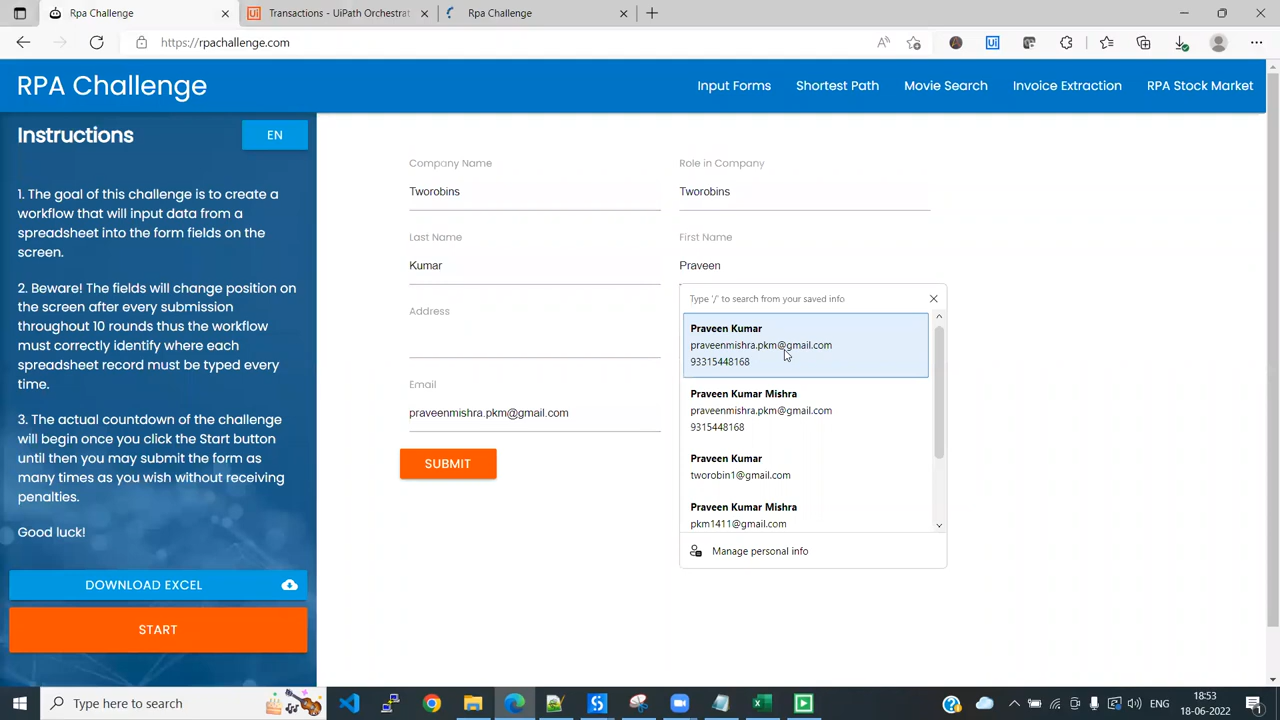 Rpa Challenge
Transactions - UiPath Orchestrat
Rpa Challenge
https://rpachallenge.com
RPA Challenge
Input Forms
Shortest Path
Movie Search
Invoice Extraction
RPA Stock Market
Instructions
EN
1. The goal of this challenge is to create a
workflow that will input data from a
spreadsheet into the form fields on the
screen.
2. Beware! The fields will change position on
the screen after every submission
throughout 10 rounds thus the workflow
must correctly identify where each
spreadsheet record must be typed every
time.
3. The actual countdown of the challenge
will begin once you click the Start button
until then you may submit the form as
many times as you wish without receiving
penalties.
Good luck!
DOWNLOAD EXCEL
START
Company Name
Tworobins
Role in Company
Tworobins
Last Name
Kumar
First Name
Praveen
Address
Email
praveenmishra.pkm@gmail.com
SUBMIT
Type '/' to search from your saved info
Praveen Kumar
praveenmishra.pkm@gmail.com
93315448168
Praveen Kumar Mishra
praveenmishra.pkm@gmail.com
9315448168
Praveen Kumar
tworobin1@gmail.com
Praveen Kumar Mishra
pkm1411@gmail.com
Manage personal info
Type here to search
ENG
18:53
18-06-2022